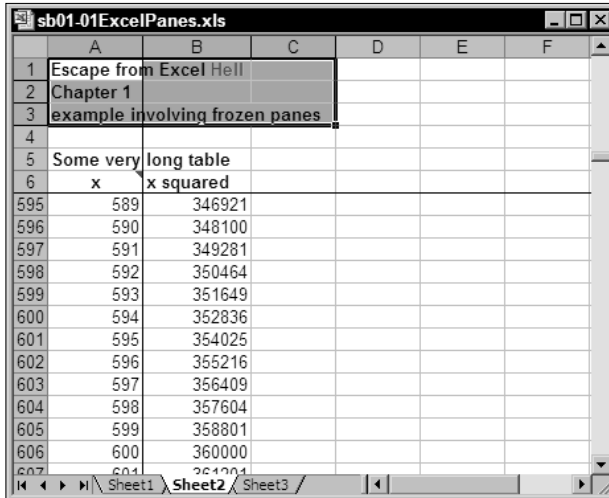 sb01-01ExcelPanes.xls
A B C D E F
1 Escape from Excel Hell
2 Chapter 1
3 example involving frozen panes
4
5 Some very long table
6 x x squared
595 589 346921
596 590 348100
597 591 349281
598 592 350464
599 593 351649
600 594 352836
601 595 354025
602 596 355216
603 597 356409
604 598 357604
605 599 358801
606 600 360000
607 601 361201
Sheet1 Sheet2 Sheet3